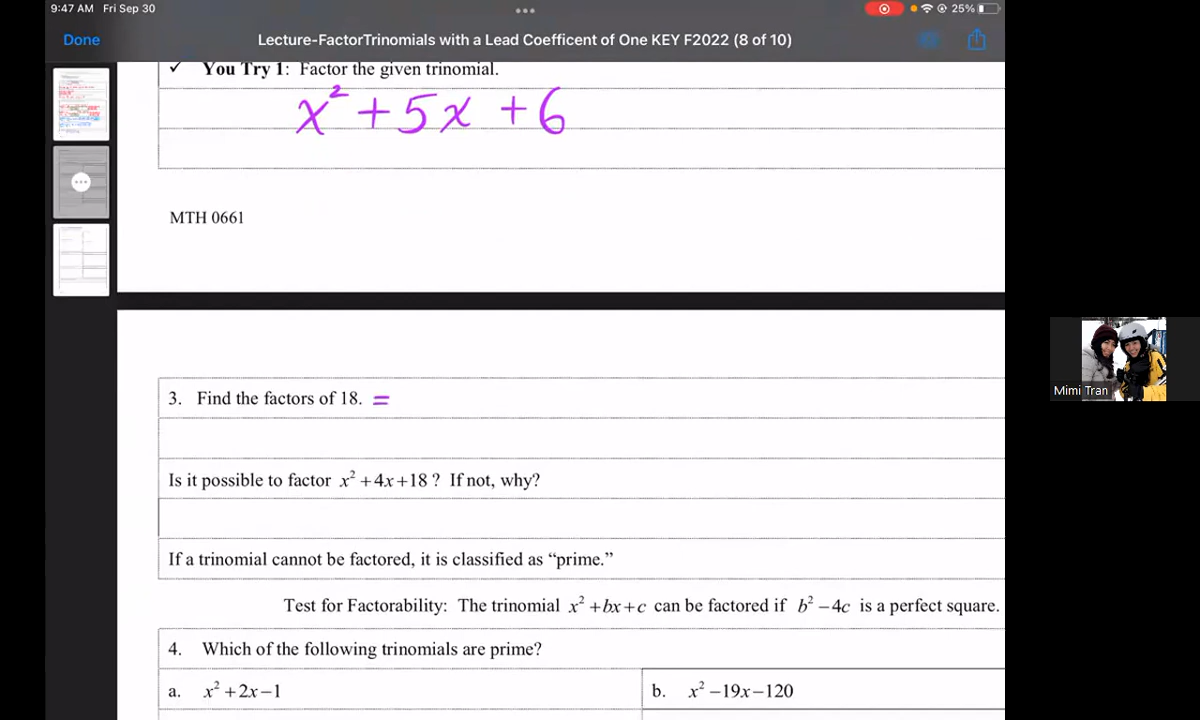 9:47 AM Fri Sep 30
25%
Done
Lecture-FactorTrinomials with a Lead Coefficent of One KEY F2022 (8 of 10)
✓ You Try 1: Factor the given trinomial.
x² + 5x + 6
MTH 0661
3. Find the factors of 18. =
Is it possible to factor x² +4x+18 ? If not, why?
If a trinomial cannot be factored, it is classified as “prime.”
Test for Factorability: The trinomial x² +bx+c can be factored if b² −4c is a perfect square.
4. Which of the following trinomials are prime?
a. x² +2x−1
b. x² −19x−120
Mimi Tran